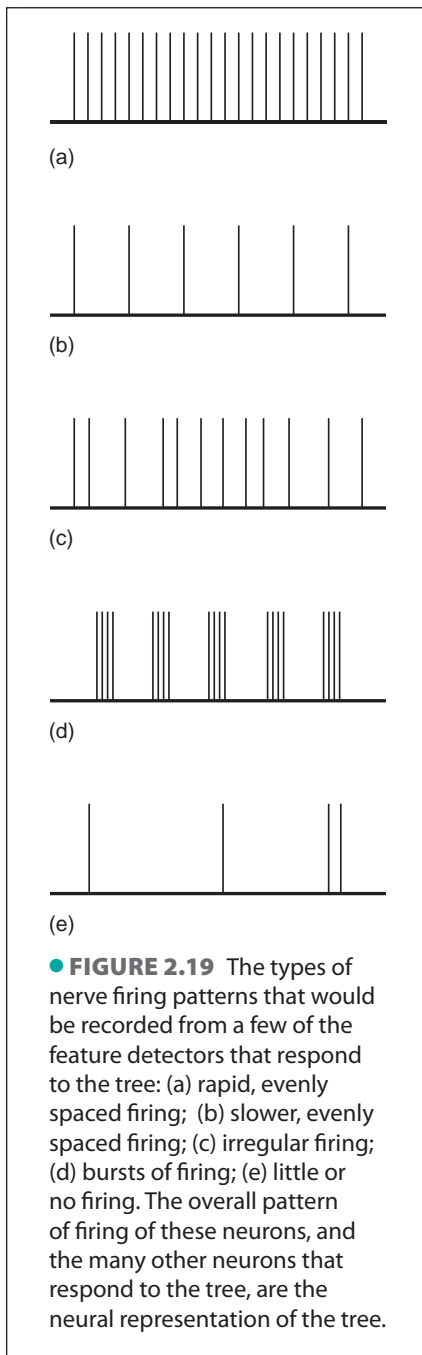 (a)
(b)
(c)
(d)
(e)
● FIGURE 2.19 The types of
nerve firing patterns that would
be recorded from a few of the
feature detectors that respond
to the tree: (a) rapid, evenly
spaced firing; (b) slower, evenly
spaced firing; (c) irregular firing;
(d) bursts of firing; (e) little or
no firing. The overall pattern
of firing of these neurons, and
the many other neurons that
respond to the tree, are the
neural representation of the tree.